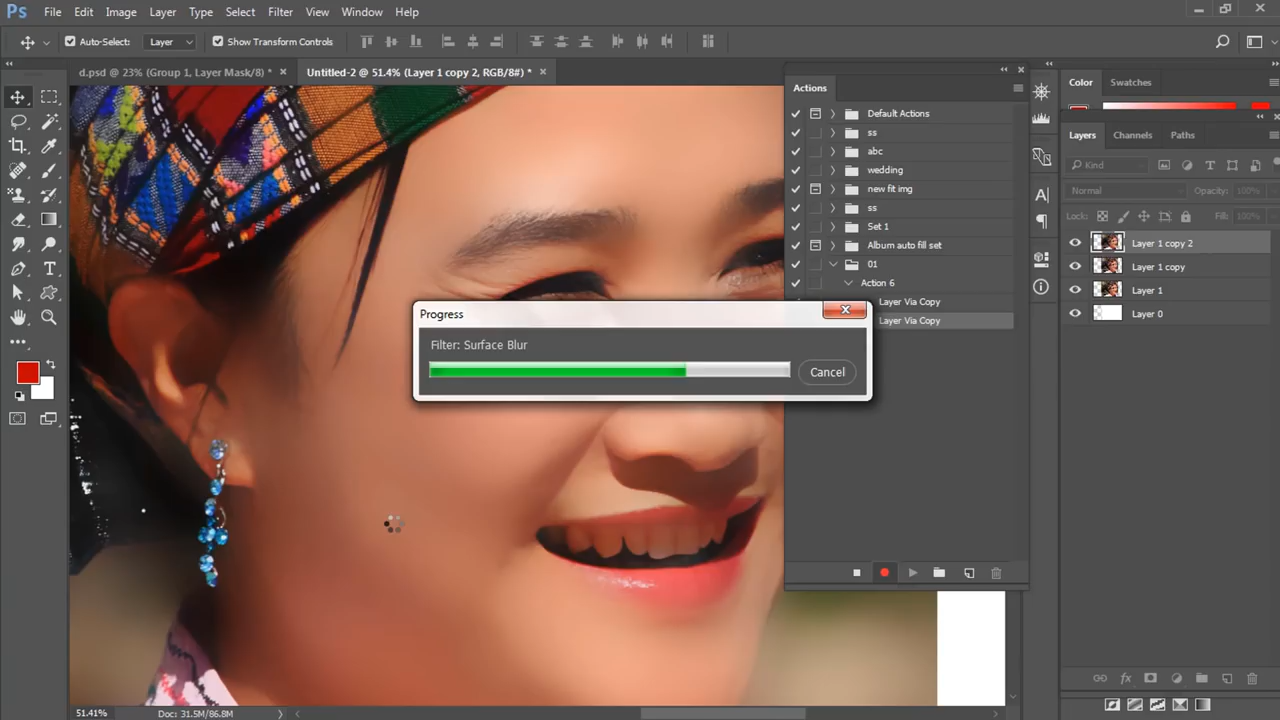 Ps File Edit Image Layer Type Select Filter View Window Help
Auto-Select: Layer Show Transform Controls
d.psd @ 23% (Group 1, Layer Mask/8) * Untitled-2 @ 51.4% (Layer 1 copy 2, RGB/8#) *
Actions
Default Actions
ss
abc
wedding
new fit img
ss
Set 1
Album auto fill set
01
Action 6
Layer Via Copy
Layer Via Copy
Progress
Filter: Surface Blur
Cancel
Color Swatches
Layers Channels Paths
Kind
Normal Opacity: 100%
Lock: Fill: 100%
Layer 1 copy 2
Layer 1 copy
Layer 1
Layer 0
51.41% Doc: 31.5M/86.8M